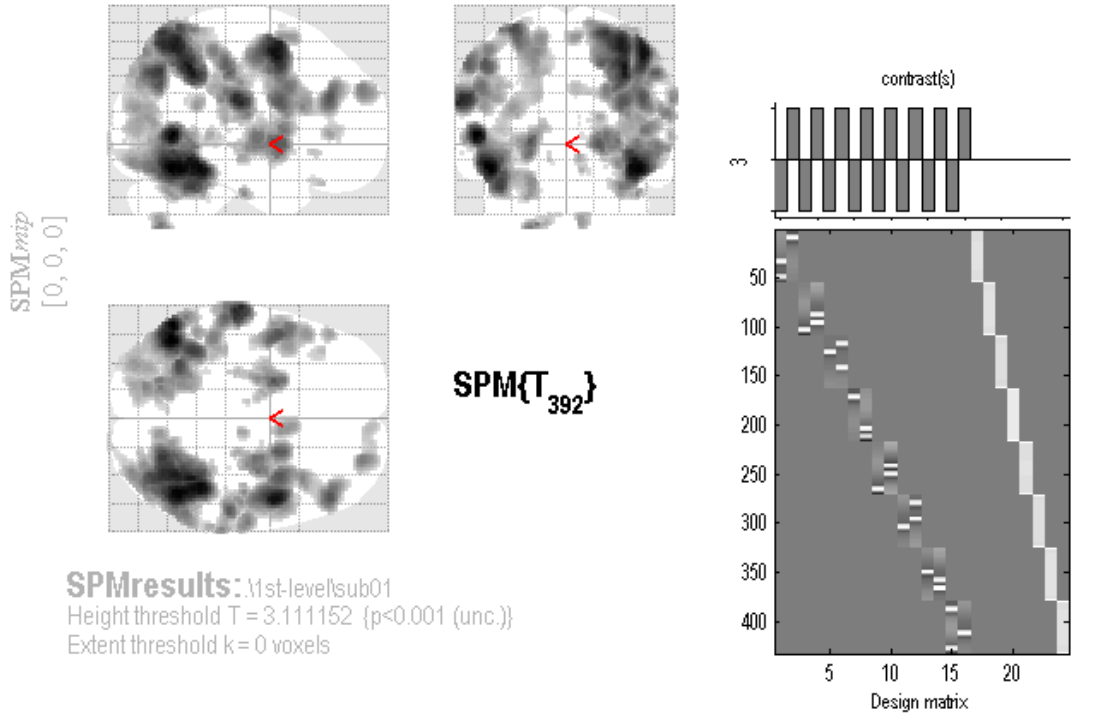 SPMmip
[0, 0, 0]
SPM{T392}
SPMresults: .\1st-level\sub01
Height threshold T = 3.111152 {p<0.001 (unc.)}
Extent threshold k = 0 voxels
contrast(s)
3
50
100
150
200
250
300
350
400
5 10 15 20
Design matrix